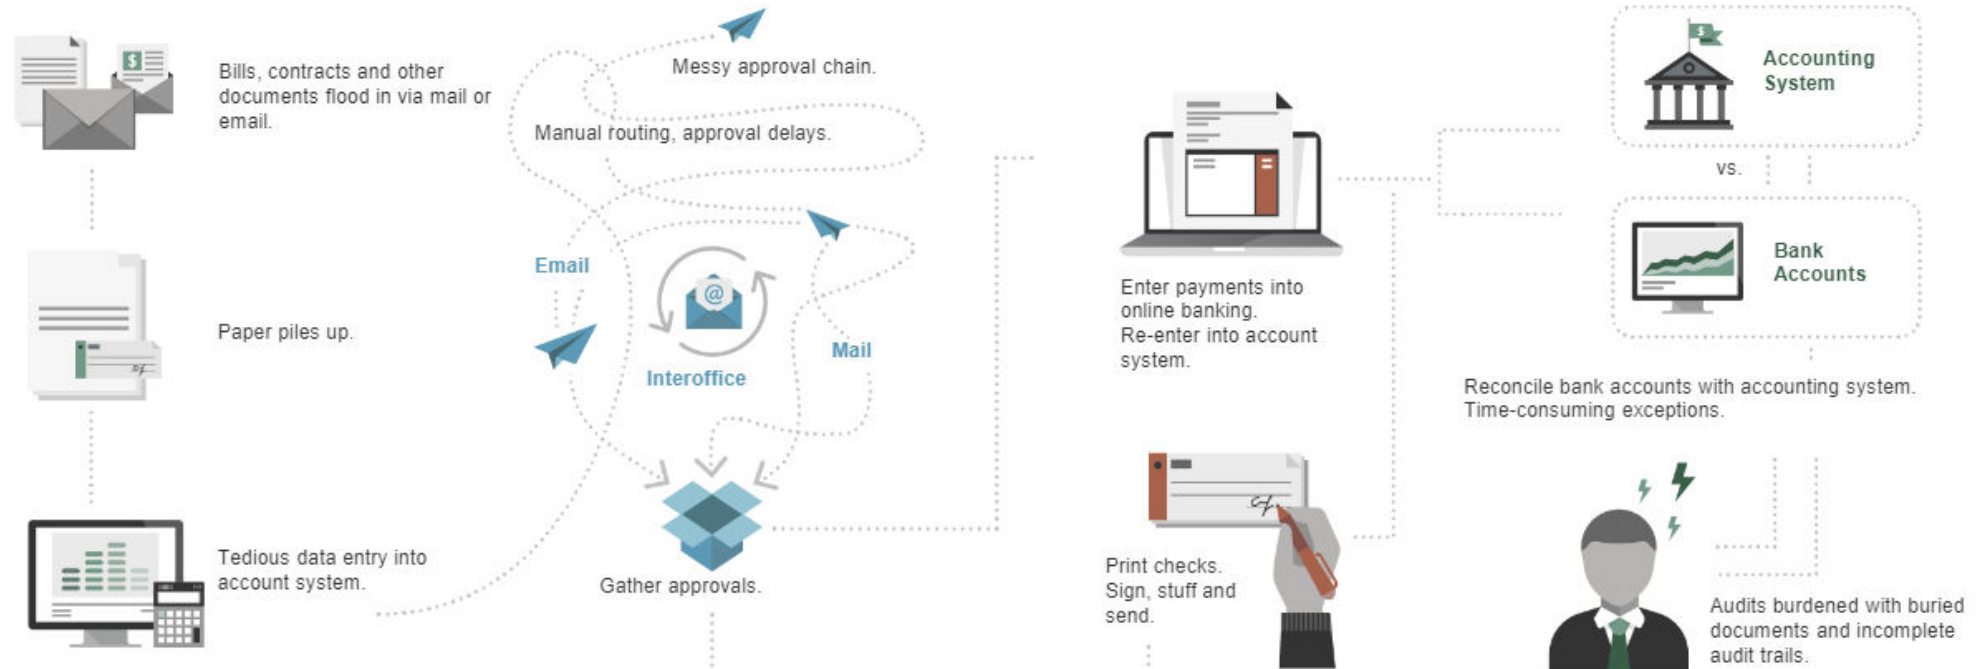 Bills, contracts and other
documents flood in via mail or
email.
Paper piles up.
Tedious data entry into
account system.
Messy approval chain.
Manual routing, approval delays.
Email
@
Interoffice
Mail
Gather approvals.
Enter payments into
online banking.
Re-enter into account
system.
Print checks.
Sign, stuff and
send.
$
$
Accounting
System
vs.
Bank
Accounts
Reconcile bank accounts with accounting system.
Time-consuming exceptions.
Audits burdened with buried
documents and incomplete
audit trails.